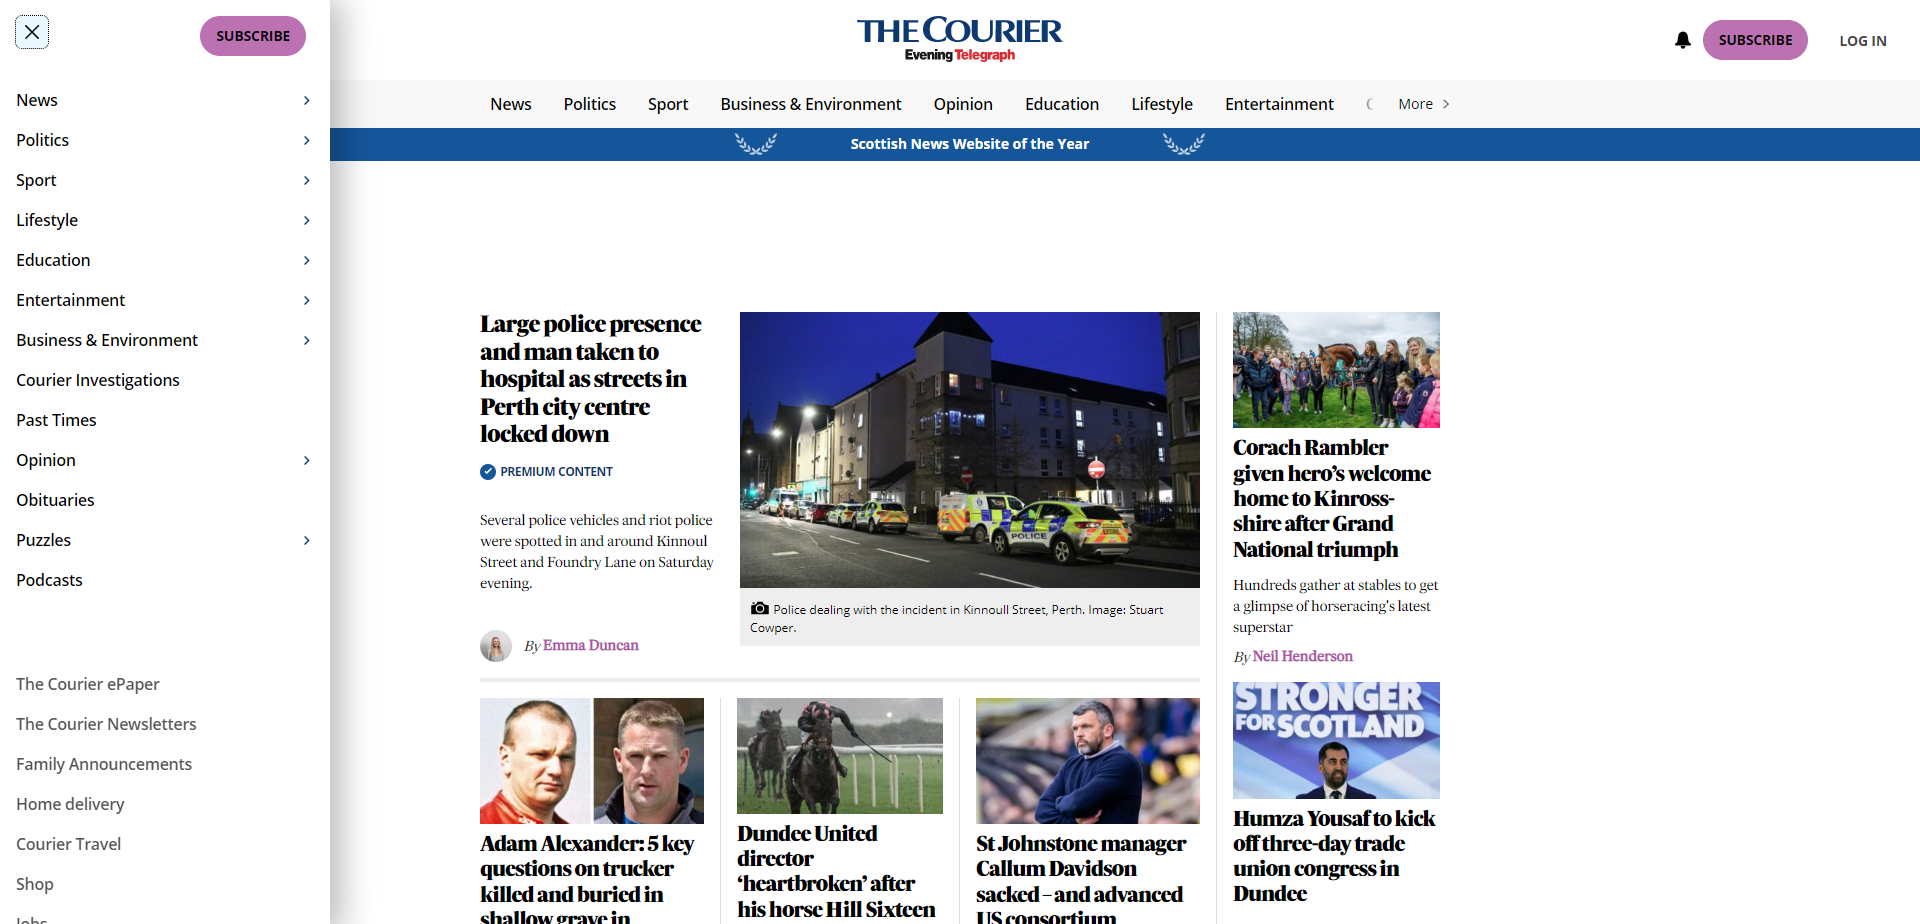 SUBSCRIBE
News
Politics
Sport
Lifestyle
Education
Entertainment
Business & Environment
Courier Investigations
Past Times
Opinion
Obituaries
Puzzles
Podcasts
The Courier ePaper
The Courier Newsletters
Family Announcements
Home delivery
Courier Travel
Shop
Jobs
THE COURIER
Evening Telegraph
SUBSCRIBE
LOG IN
News Politics Sport Business & Environment Opinion Education Lifestyle Entertainment More
Scottish News Website of the Year
Large police presence
and man taken to
hospital as streets in
Perth city centre
locked down
PREMIUM CONTENT
Several police vehicles and riot police
were spotted in and around Kinnoul
Street and Foundry Lane on Saturday
evening.
By Emma Duncan
POLICE
Police dealing with the incident in Kinnoull Street, Perth. Image: Stuart
Cowper.
Corach Rambler
given hero’s welcome
home to Kinross-
shire after Grand
National triumph
Hundreds gather at stables to get
a glimpse of horseracing's latest
superstar
By Neil Henderson
STRONGER
FOR SCOTLAND
Humza Yousaf to kick
off three-day trade
union congress in
Dundee
Adam Alexander: 5 key
questions on trucker
killed and buried in
shallow grave in
Dundee United
director
‘heartbroken’ after
his horse Hill Sixteen
St Johnstone manager
Callum Davidson
sacked – and advanced
US consortium